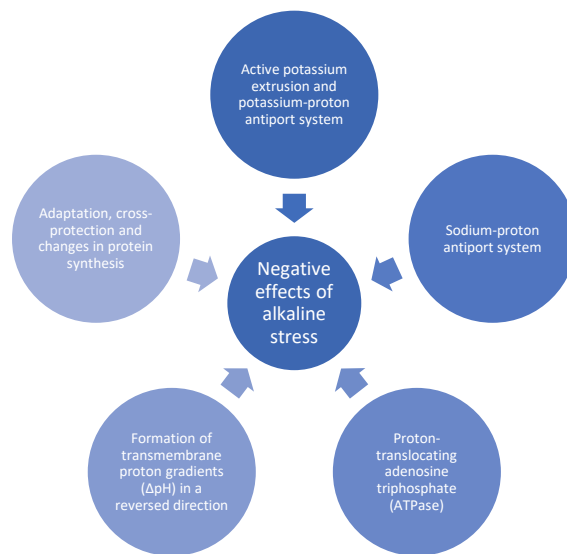 Active potassium
extrusion and
potassium-proton
antiport system
Adaptation, cross-
protection and
changes in protein
synthesis
Sodium-proton
antiport system
Negative
effects of
alkaline
stress
Formation of
transmembrane
proton gradients
(ΔpH) in a
reversed direction
Proton-
translocating
adenosine
triphosphate
(ATPase)